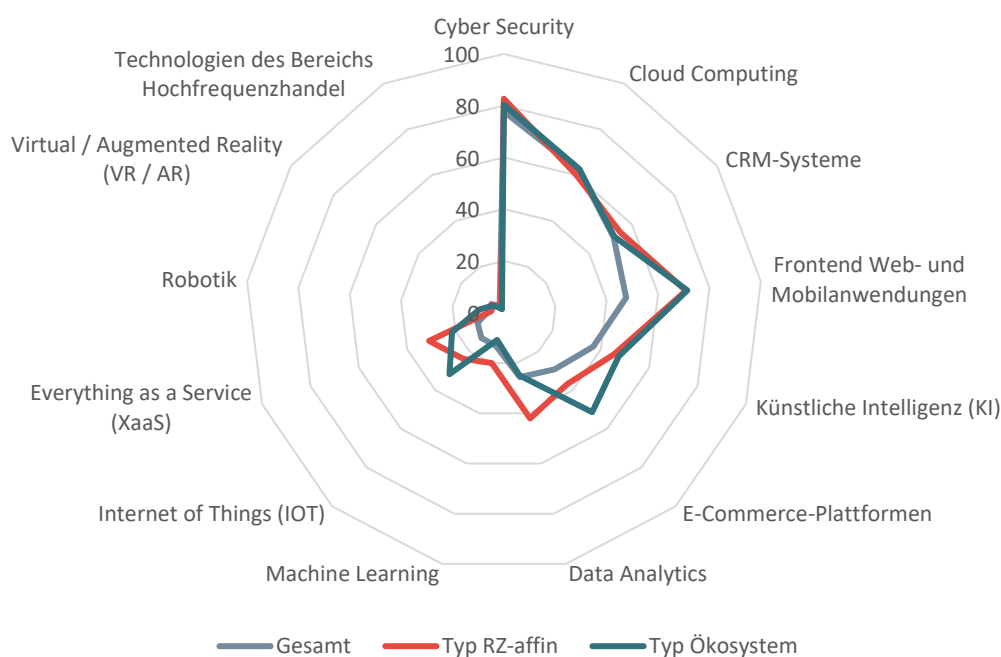 Cyber Security
Technologien des Bereichs
Hochfrequenzhandel
Cloud Computing
Virtual / Augmented Reality
(VR / AR)
CRM-Systeme
Robotik
Frontend Web- und
Mobilanwendungen
Everything as a Service
(XaaS)
Künstliche Intelligenz (KI)
Internet of Things (IOT)
E-Commerce-Plattformen
Machine Learning
Data Analytics
100
80
60
40
20
0
Gesamt
Typ RZ-affin
Typ Ökosystem